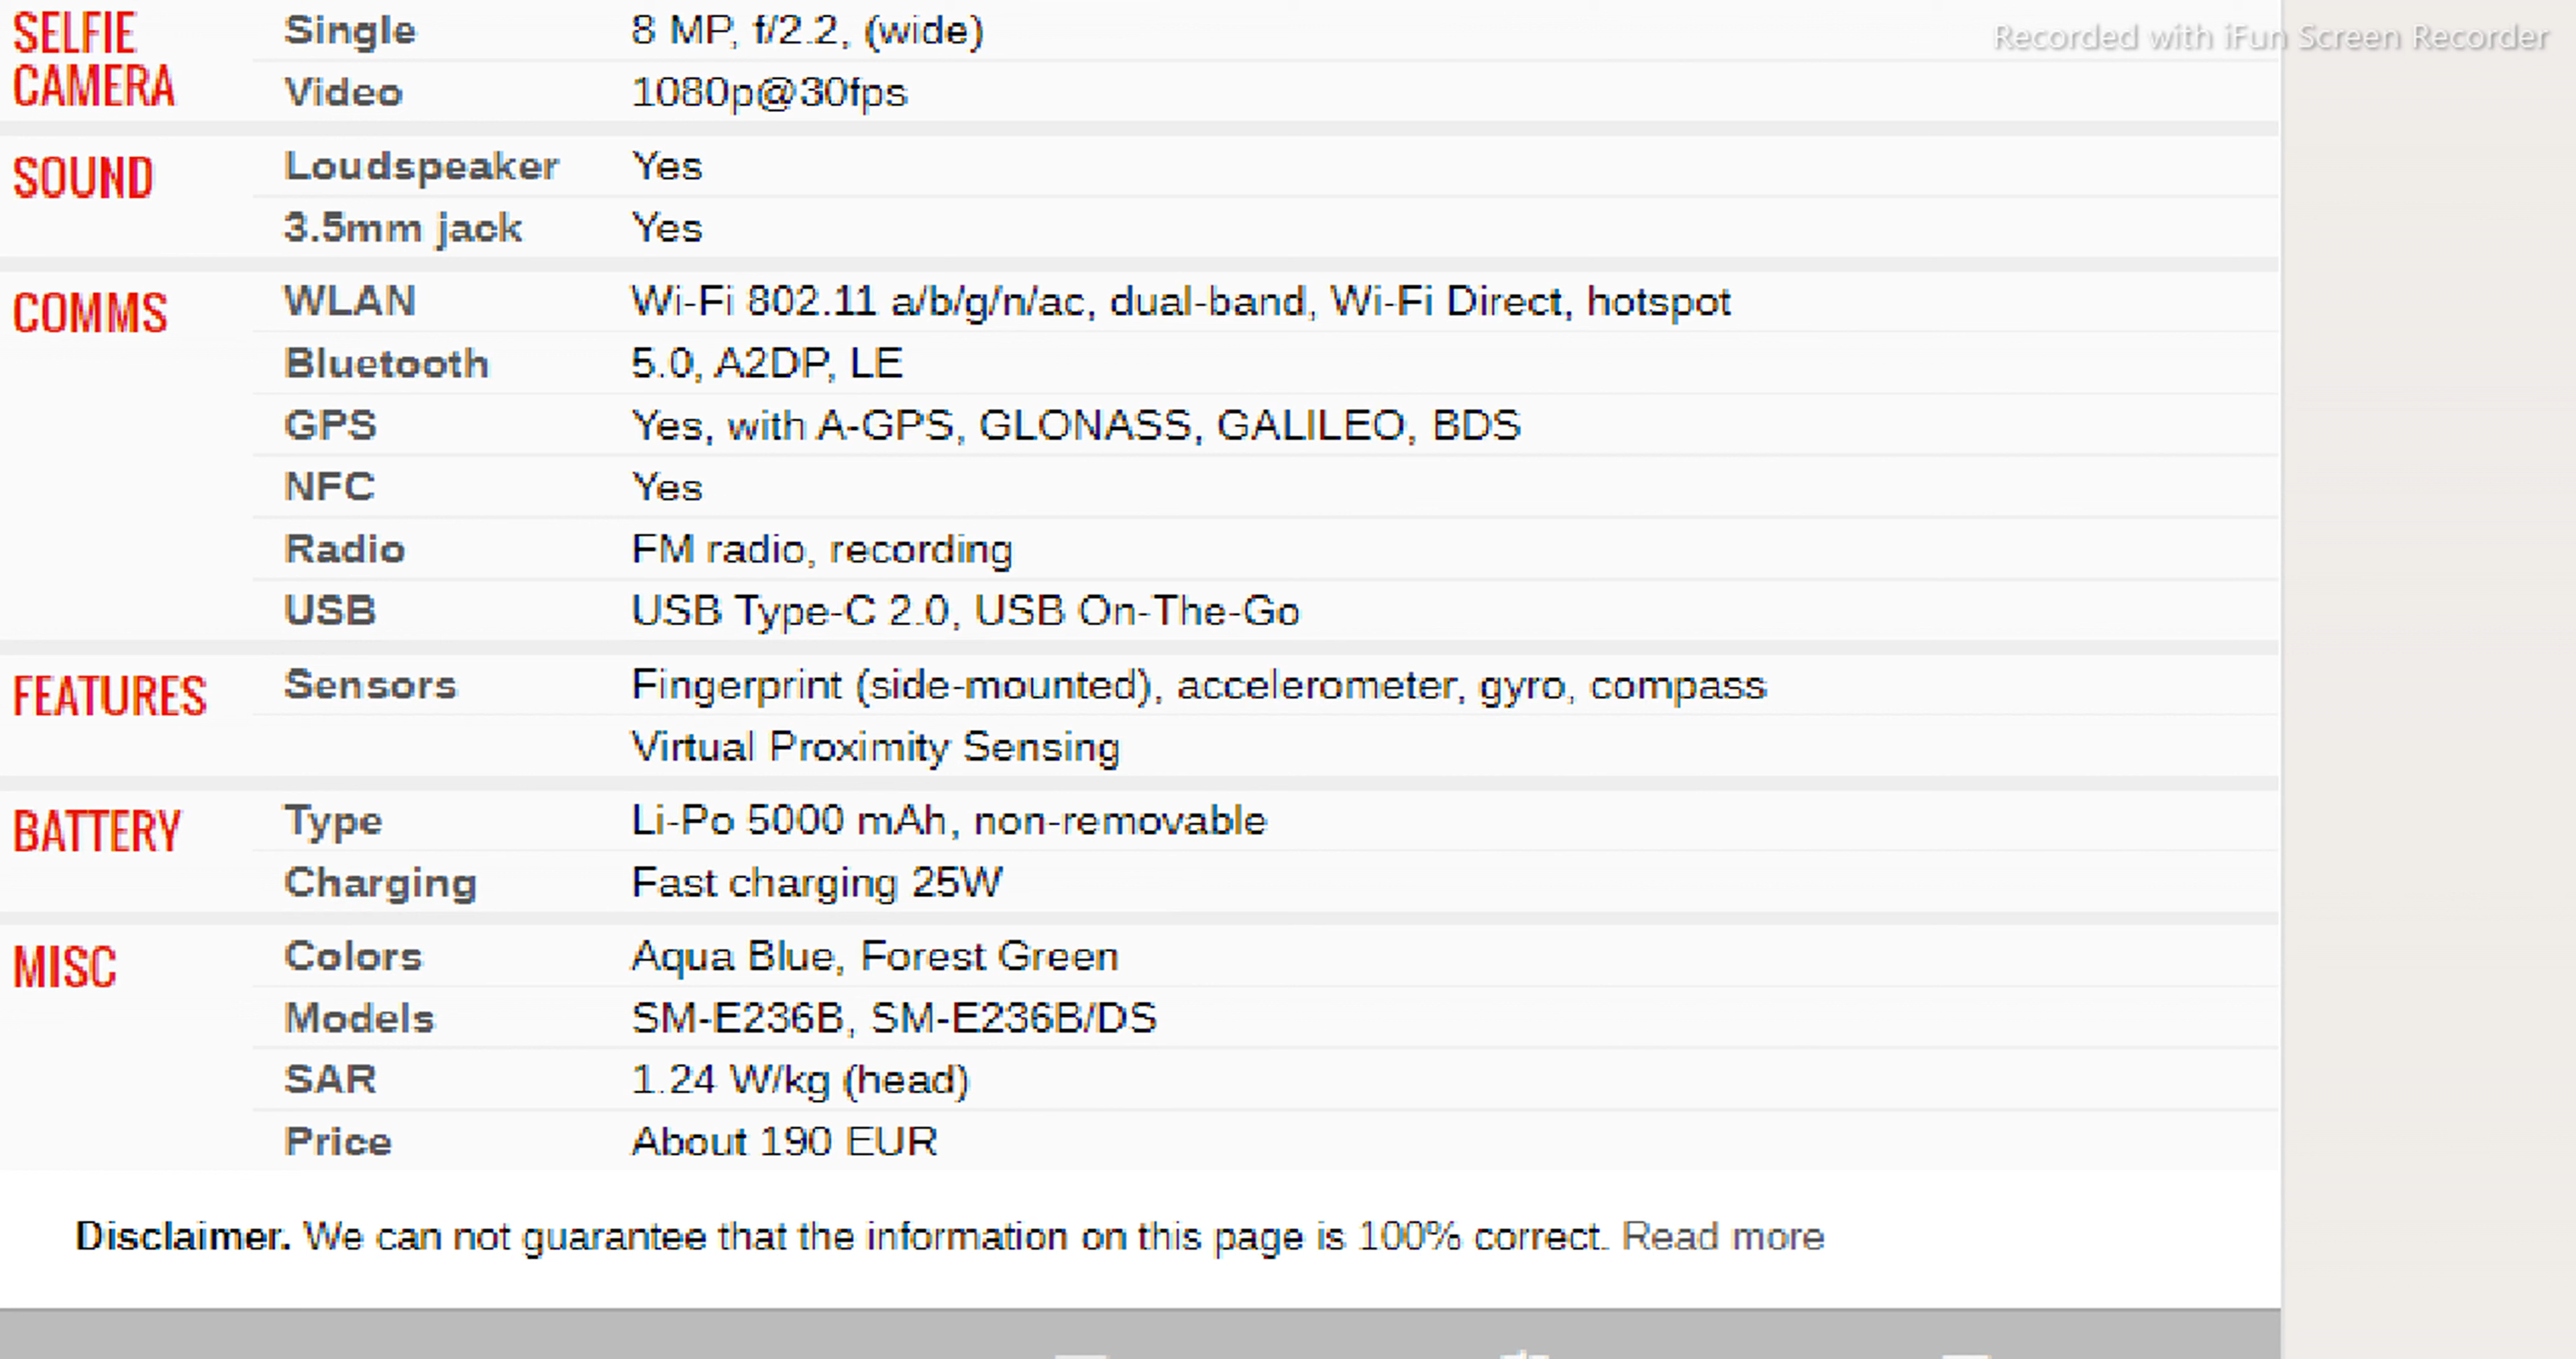 SELFIE CAMERA Single 8 MP, f/2.2, (wide)
Recorded with iFun Screen Recorder
Video 1080p@30fps
SOUND Loudspeaker Yes
3.5mm jack Yes
COMMS WLAN Wi-Fi 802.11 a/b/g/n/ac, dual-band, Wi-Fi Direct, hotspot
Bluetooth 5.0, A2DP, LE
GPS Yes, with A-GPS, GLONASS, GALILEO, BDS
NFC Yes
Radio FM radio, recording
USB USB Type-C 2.0, USB On-The-Go
FEATURES Sensors Fingerprint (side-mounted), accelerometer, gyro, compass
Virtual Proximity Sensing
BATTERY Type Li-Po 5000 mAh, non-removable
Charging Fast charging 25W
MISC Colors Aqua Blue, Forest Green
Models SM-E236B, SM-E236B/DS
SAR 1.24 W/kg (head)
Price About 190 EUR
Disclaimer. We can not guarantee that the information on this page is 100% correct. Read more